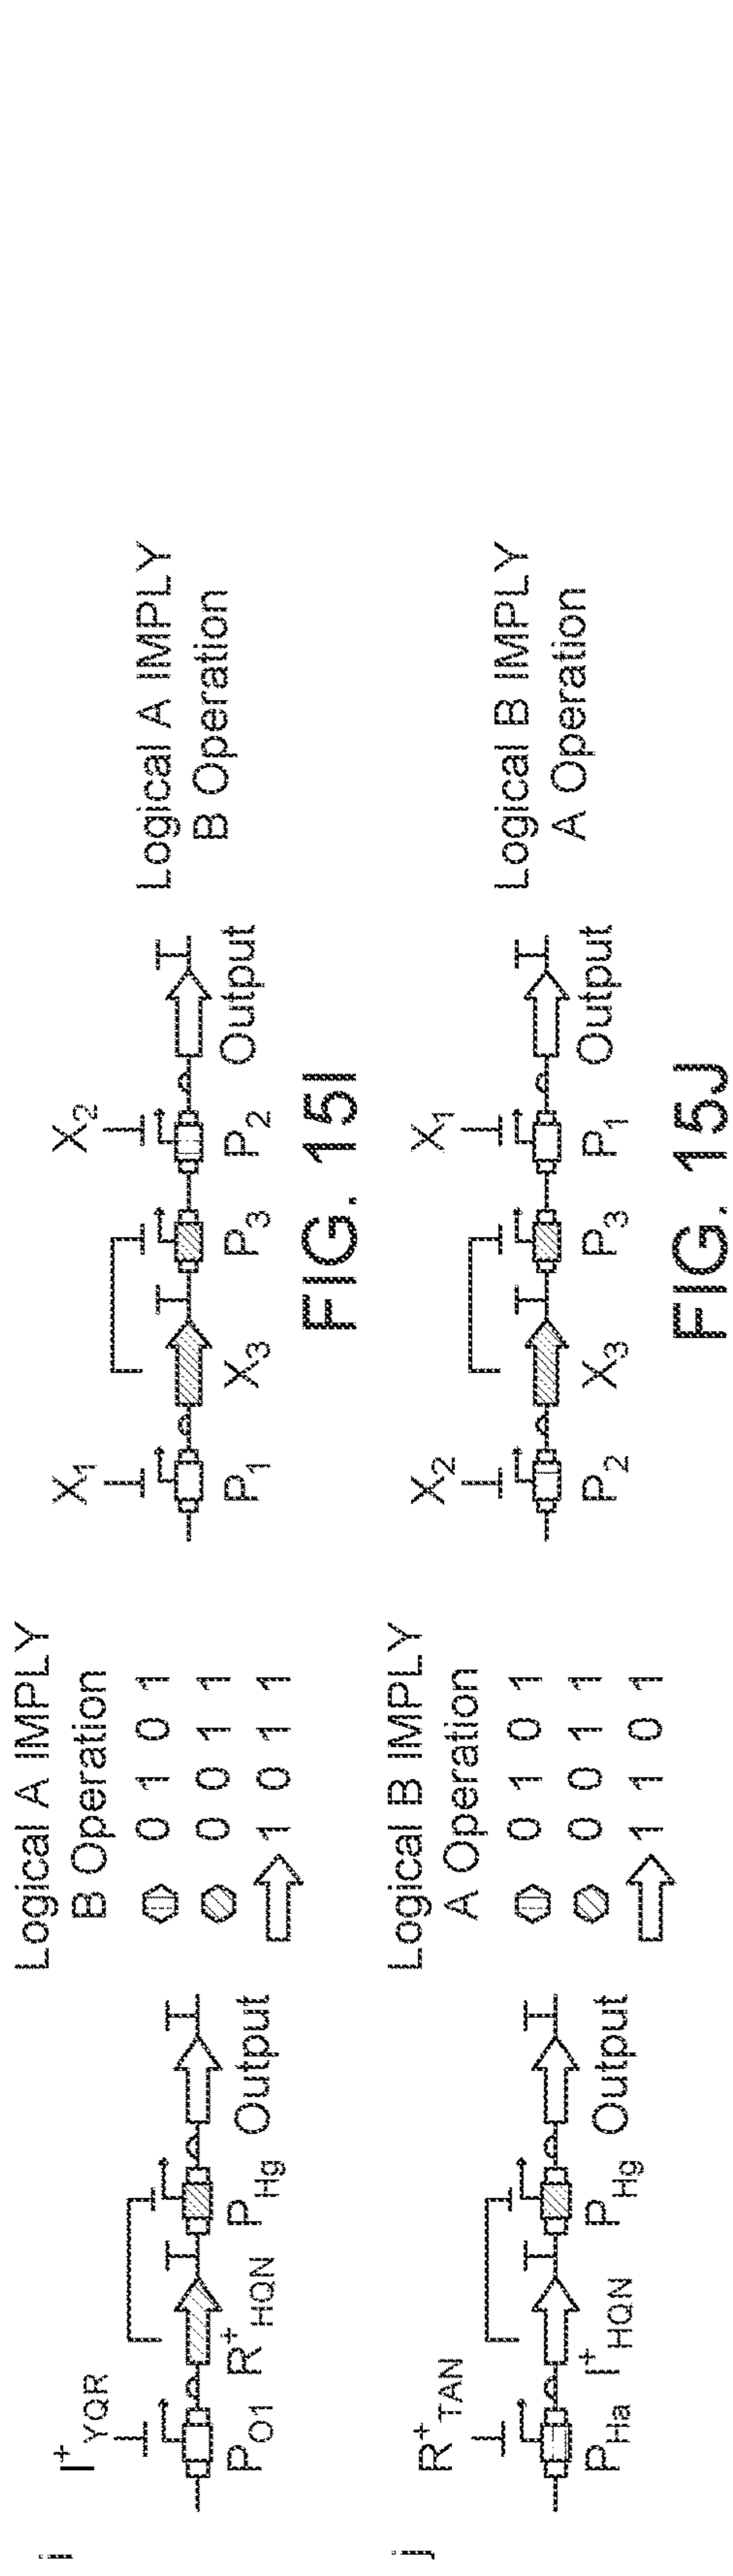 i
I+YQR
PO1
R+HQN
PHg
Output
Logical A IMPLY
B Operation
0 1 0 1
0 0 1 1
1 0 1 1
X1
P1
X3
P3
X2
P2
Output
Logical A IMPLY
B Operation
FIG. 15I
j
R+TAN
PHa
I+HQN
PHg
Output
Logical B IMPLY
A Operation
0 1 0 1
0 0 1 1
1 1 0 1
X2
P2
X3
P3
X1
P1
Output
Logical B IMPLY
A Operation
FIG. 15J